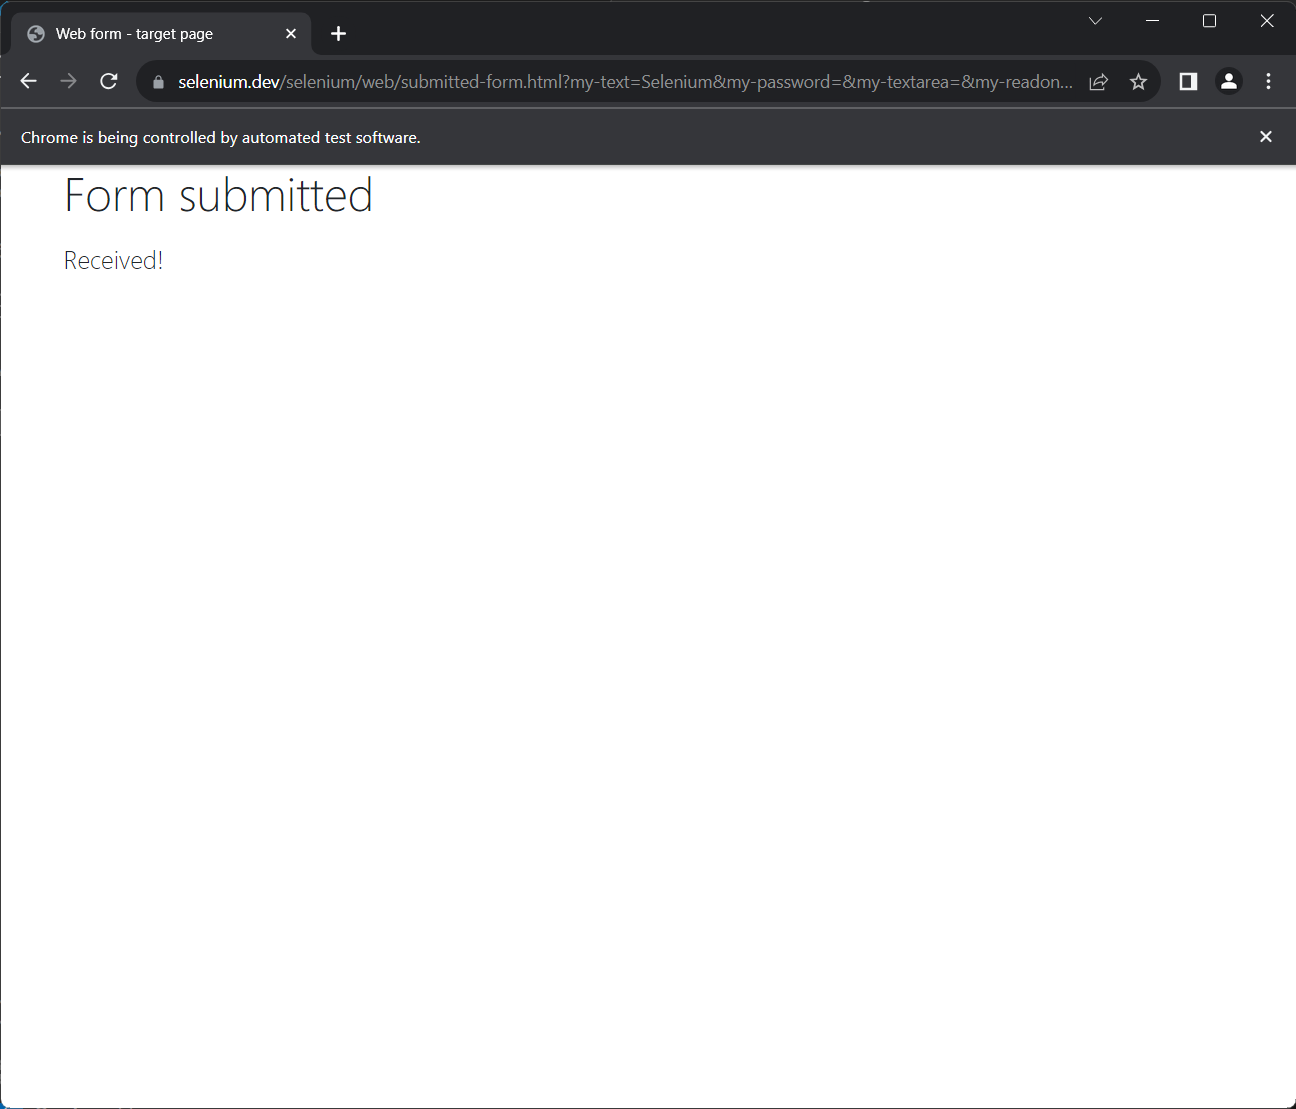 Web form - target page
selenium.dev/selenium/web/submitted-form.html?my-text=Selenium&my-password=&my-textarea=&my-readon...
Chrome is being controlled by automated test software.
Form submitted
Received!